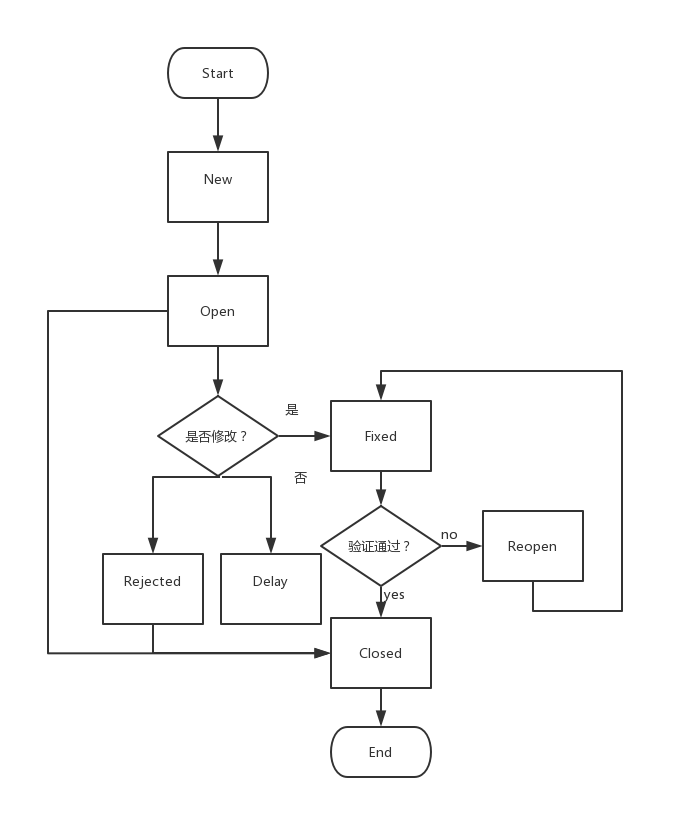 Start
New
Open
是
是否修改？
Fixed
否
no
验证通过？
Reopen
Rejected
Delay
yes
Closed
End